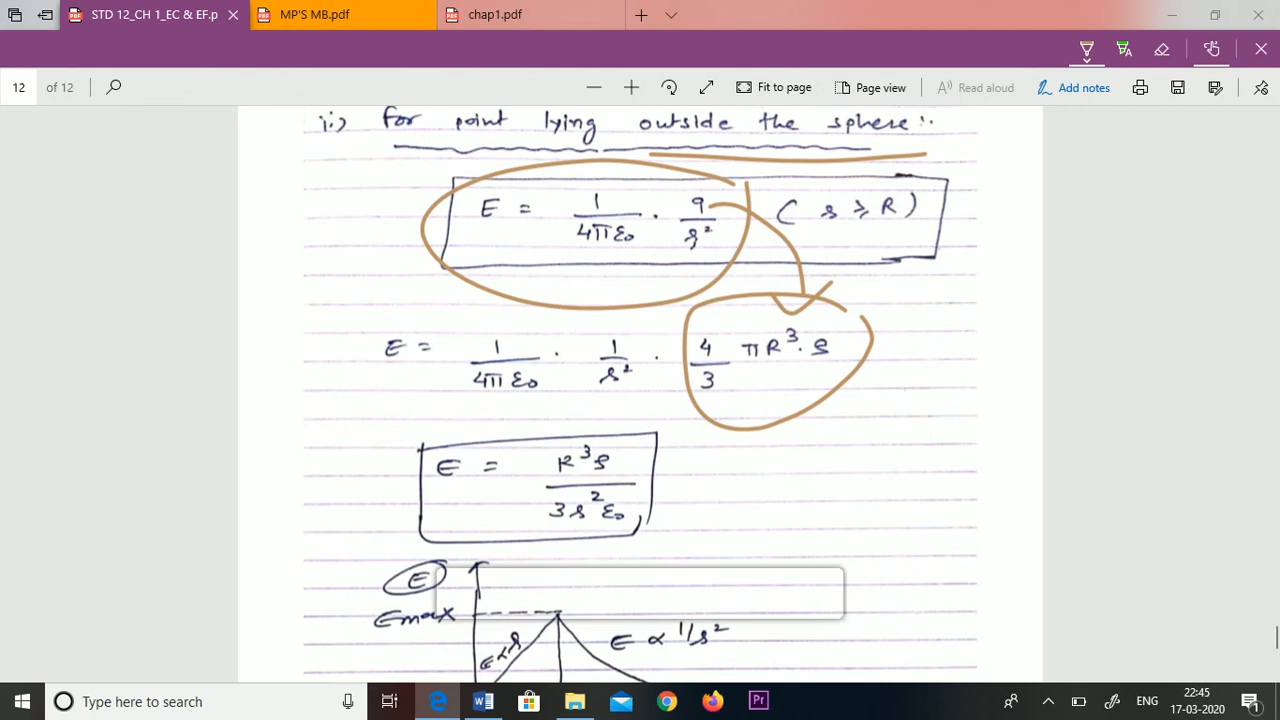 STD 12_CH 1_EC & EF.p
MP'S MB.pdf
chap1.pdf
12 of 12
Fit to page
Page view
Read aloud
Add notes
ii) For point lying outside the sphere :-
E = 1/4πε₀ · q/r² (r ≥ R)
E = 1/4πε₀ · 1/r² · 4/3 πR³·ρ
E = R³ρ/3r²ε₀
E
Emax
E ∝ r
E ∝ 1/r²
Type here to search
W
Pr
ENG
22:45
17-03-2020
1